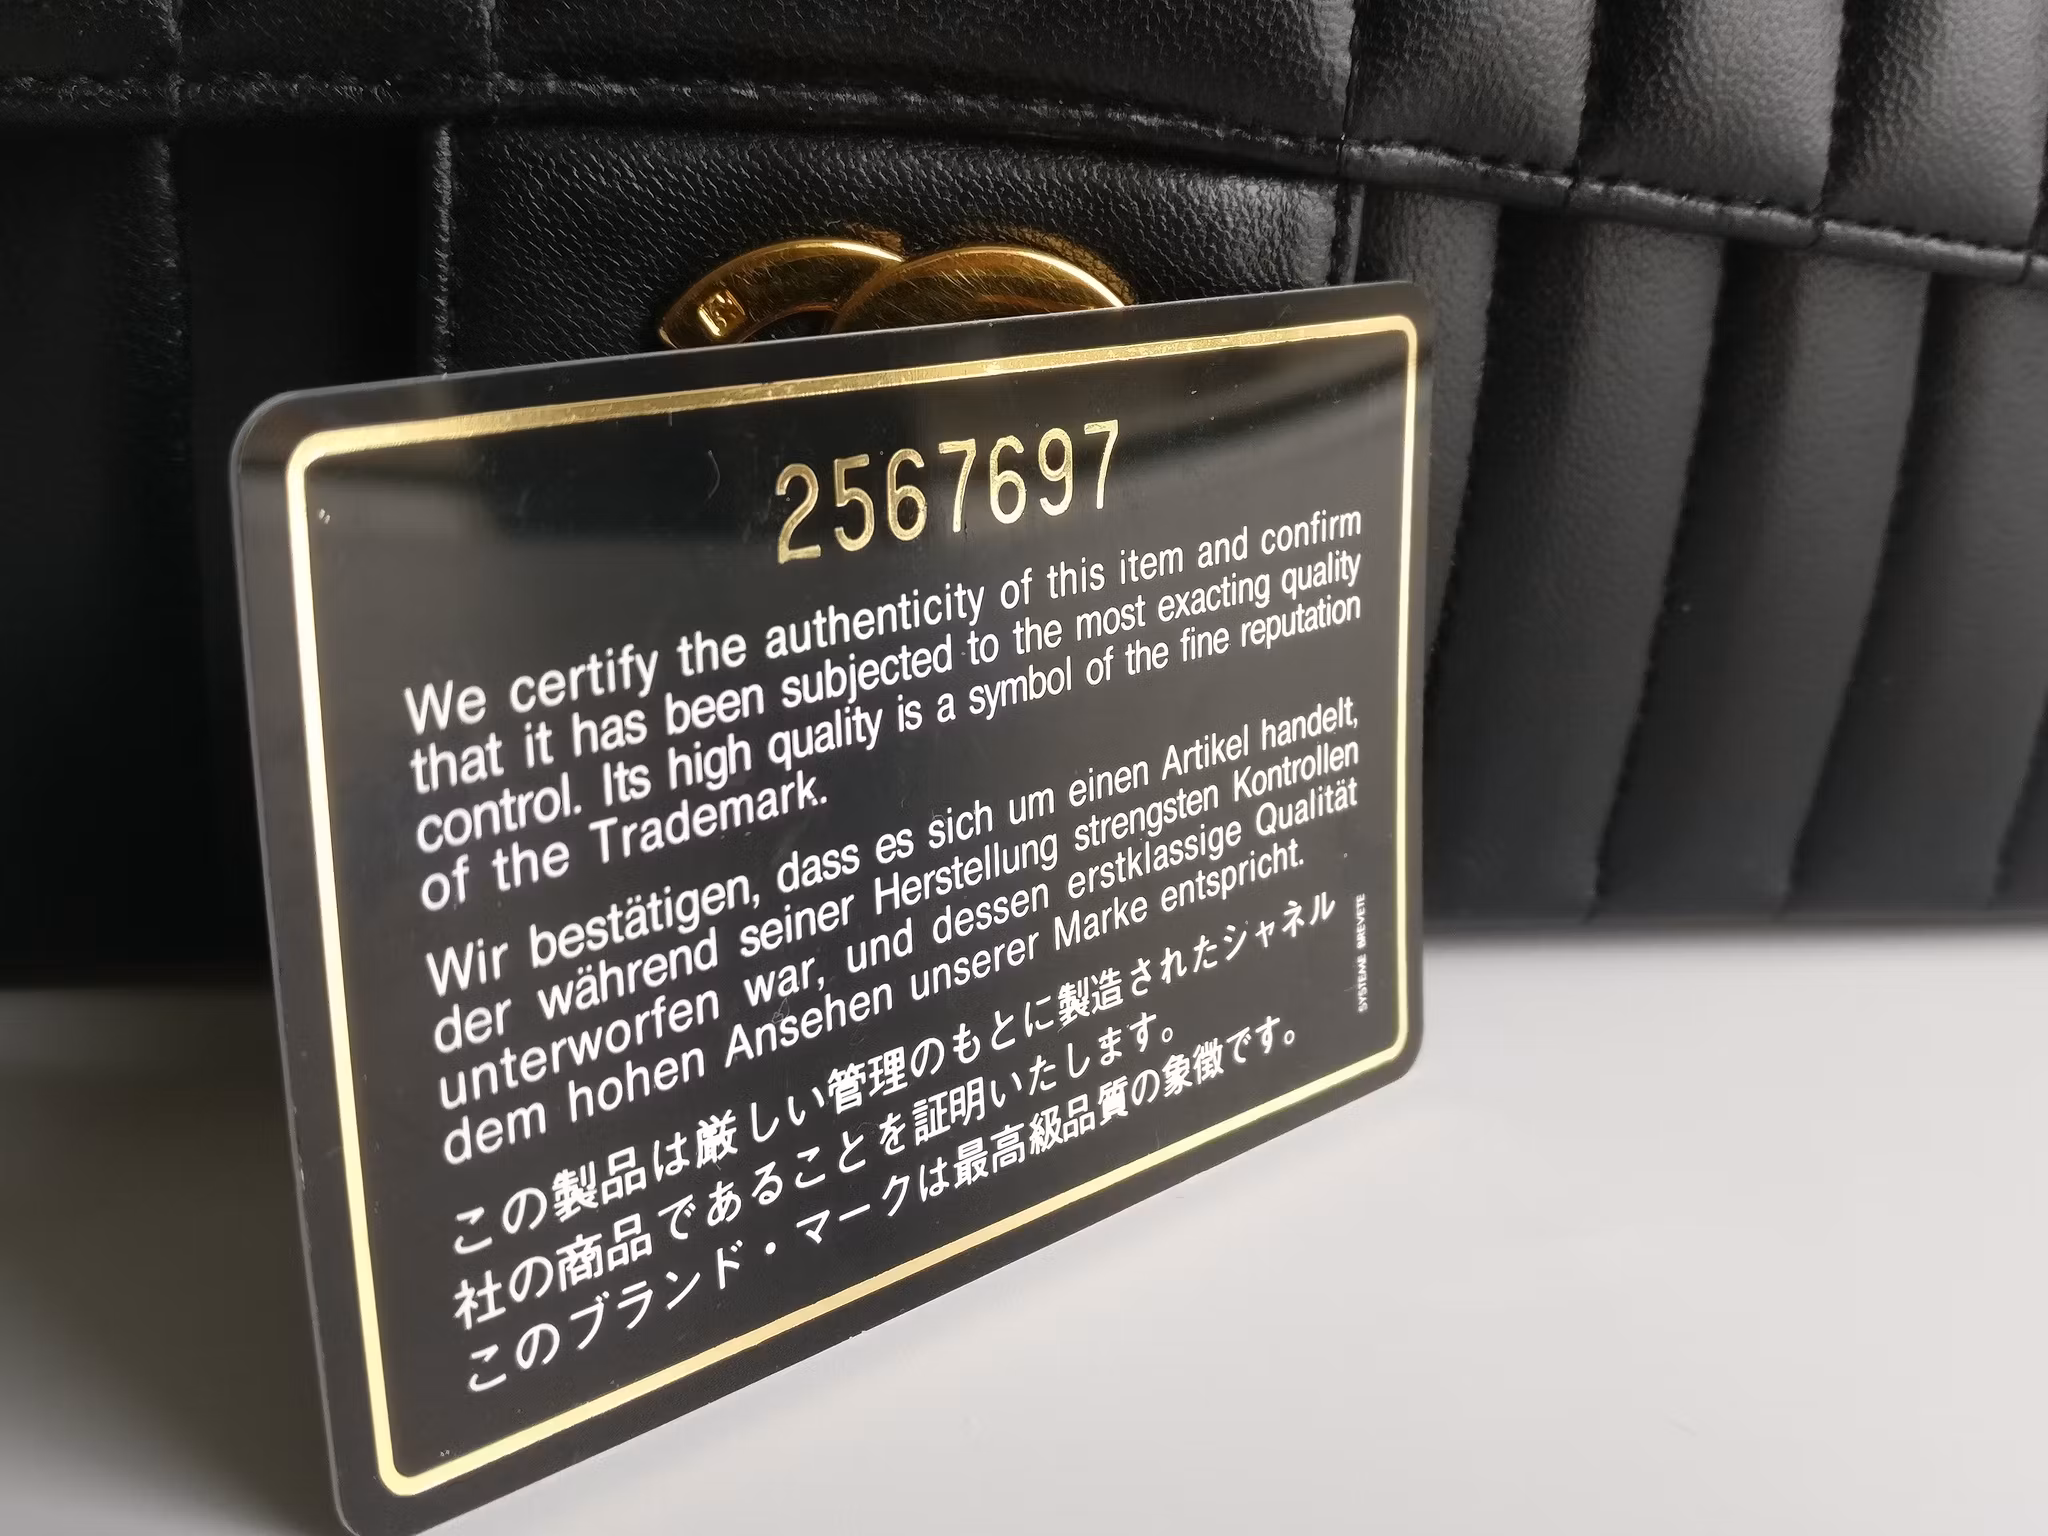 2567697
We certify the authenticity of this item and confirm
that it has been subjected to the most exacting quality
control. Its high quality is a symbol of the fine reputation
of the Trademark.
Wir bestätigen, dass es sich um einen Artikel handelt,
der während seiner Herstellung strengsten Kontrollen
unterworfen war, und dessen erstklassige Qualität
dem hohen Ansehen unserer Marke entspricht.
この製品は厳しい管理のもとに製造されたシャネル
社の商品であることを証明いたします。
このブランド・マークは最高級品質の象徴です。
SYSTEME BREVETE